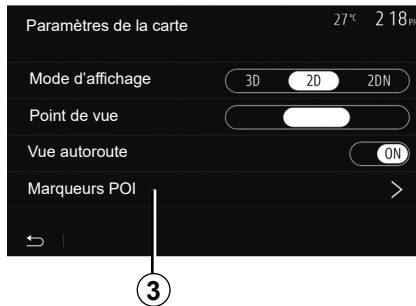 Paramètres de la carte 27°C 2 18 PM
Mode d'affichage 3D 2D 2DN
Point de vue
Vue autoroute ON
Marqueurs POI
3